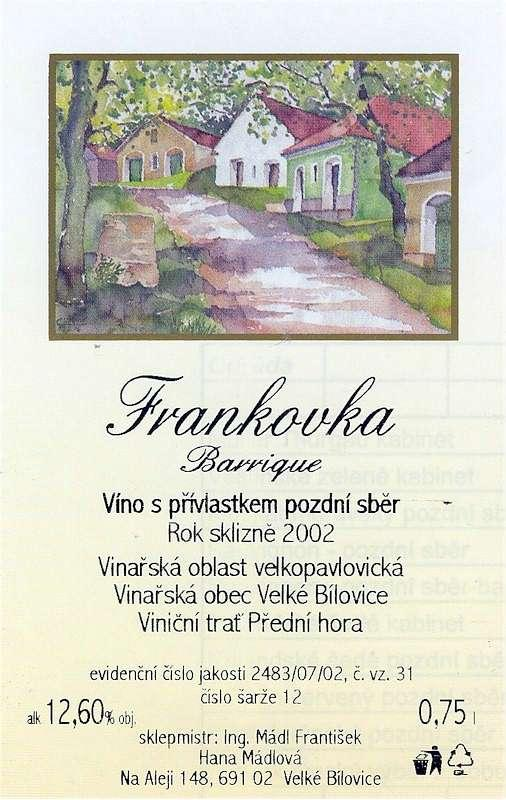 Frankovka
Barrique
Víno s přívlastkem pozdní sběr
Rok sklizně 2002
Vinařská oblast velkopavlovická
Vinařská obec Velké Bílovice
Viniční trať Přední hora
evidenční číslo jakosti 2483/07/02, č. vz. 31
číslo šarže 12
alk 12,60% obj. 0,75 l
sklepmistr: Ing. Mádl František
Hana Mádlová
Na Aleji 148, 691 02 Velké Bílovice